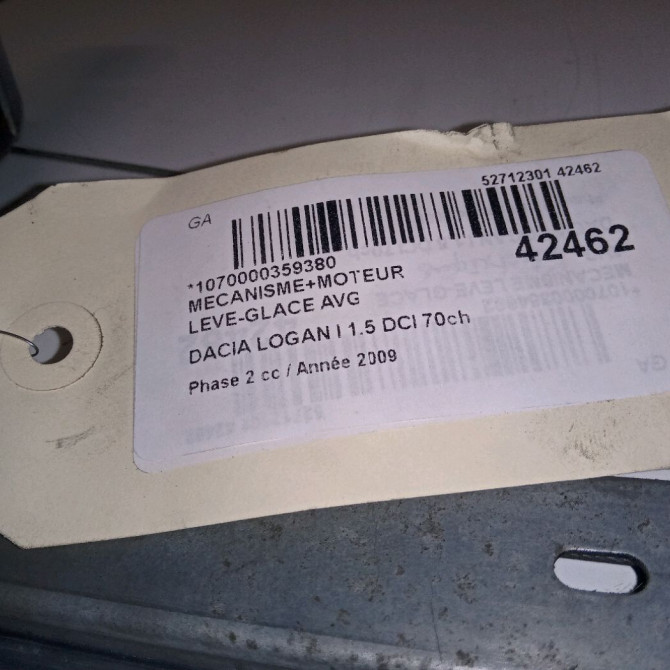 GA
52712301 42462
42462
*1070000359380
MECANISME+MOTEUR
LEVE-GLACE AVG
DACIA LOGAN I 1.5 DCI 70ch
Phase 2 cc / Année 2009